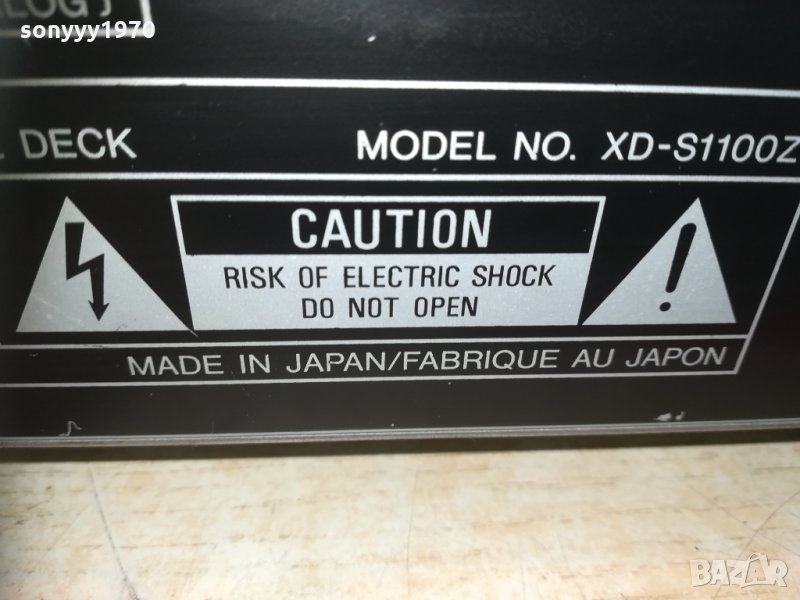 sonyyy1970
DECK
MODEL NO. XD-S1100Z
CAUTION
RISK OF ELECTRIC SHOCK
DO NOT OPEN
MADE IN JAPAN/FABRIQUE AU JAPON
BAZAR